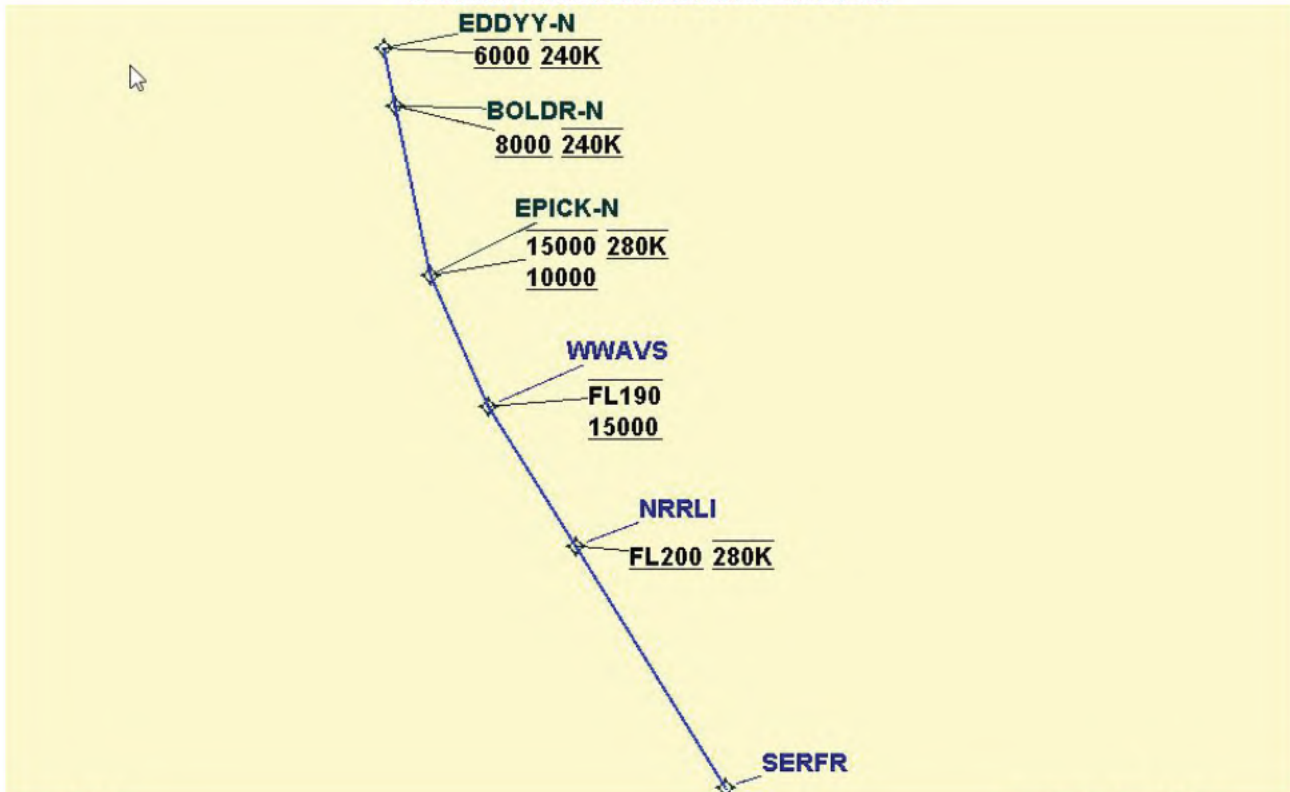 EDDYY-N
6000 240K
BOLDR-N
8000 240K
EPICK-N
15000 280K
10000
WWAVS
FL190
15000
NRRLI
FL200 280K
SERFR